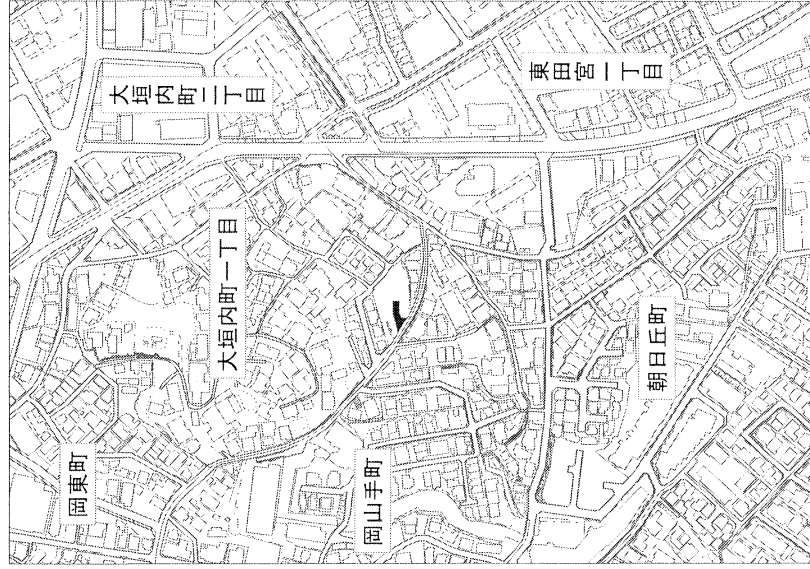 大垣内町二丁目
東田宮一丁目
大垣内町一丁目
朝日丘町
岡東町
岡山手町